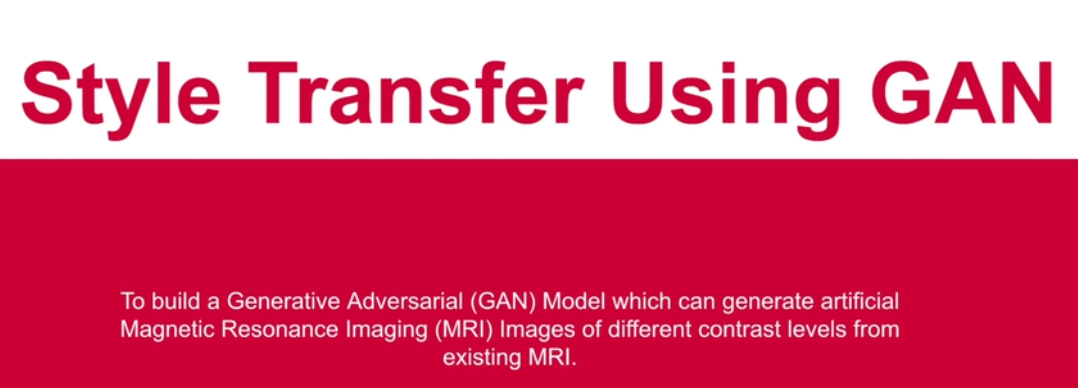 Style Transfer Using GAN
To build a Generative Adversarial (GAN) Model which can generate artificial
Magnetic Resonance Imaging (MRI) Images of different contrast levels from
existing MRI.